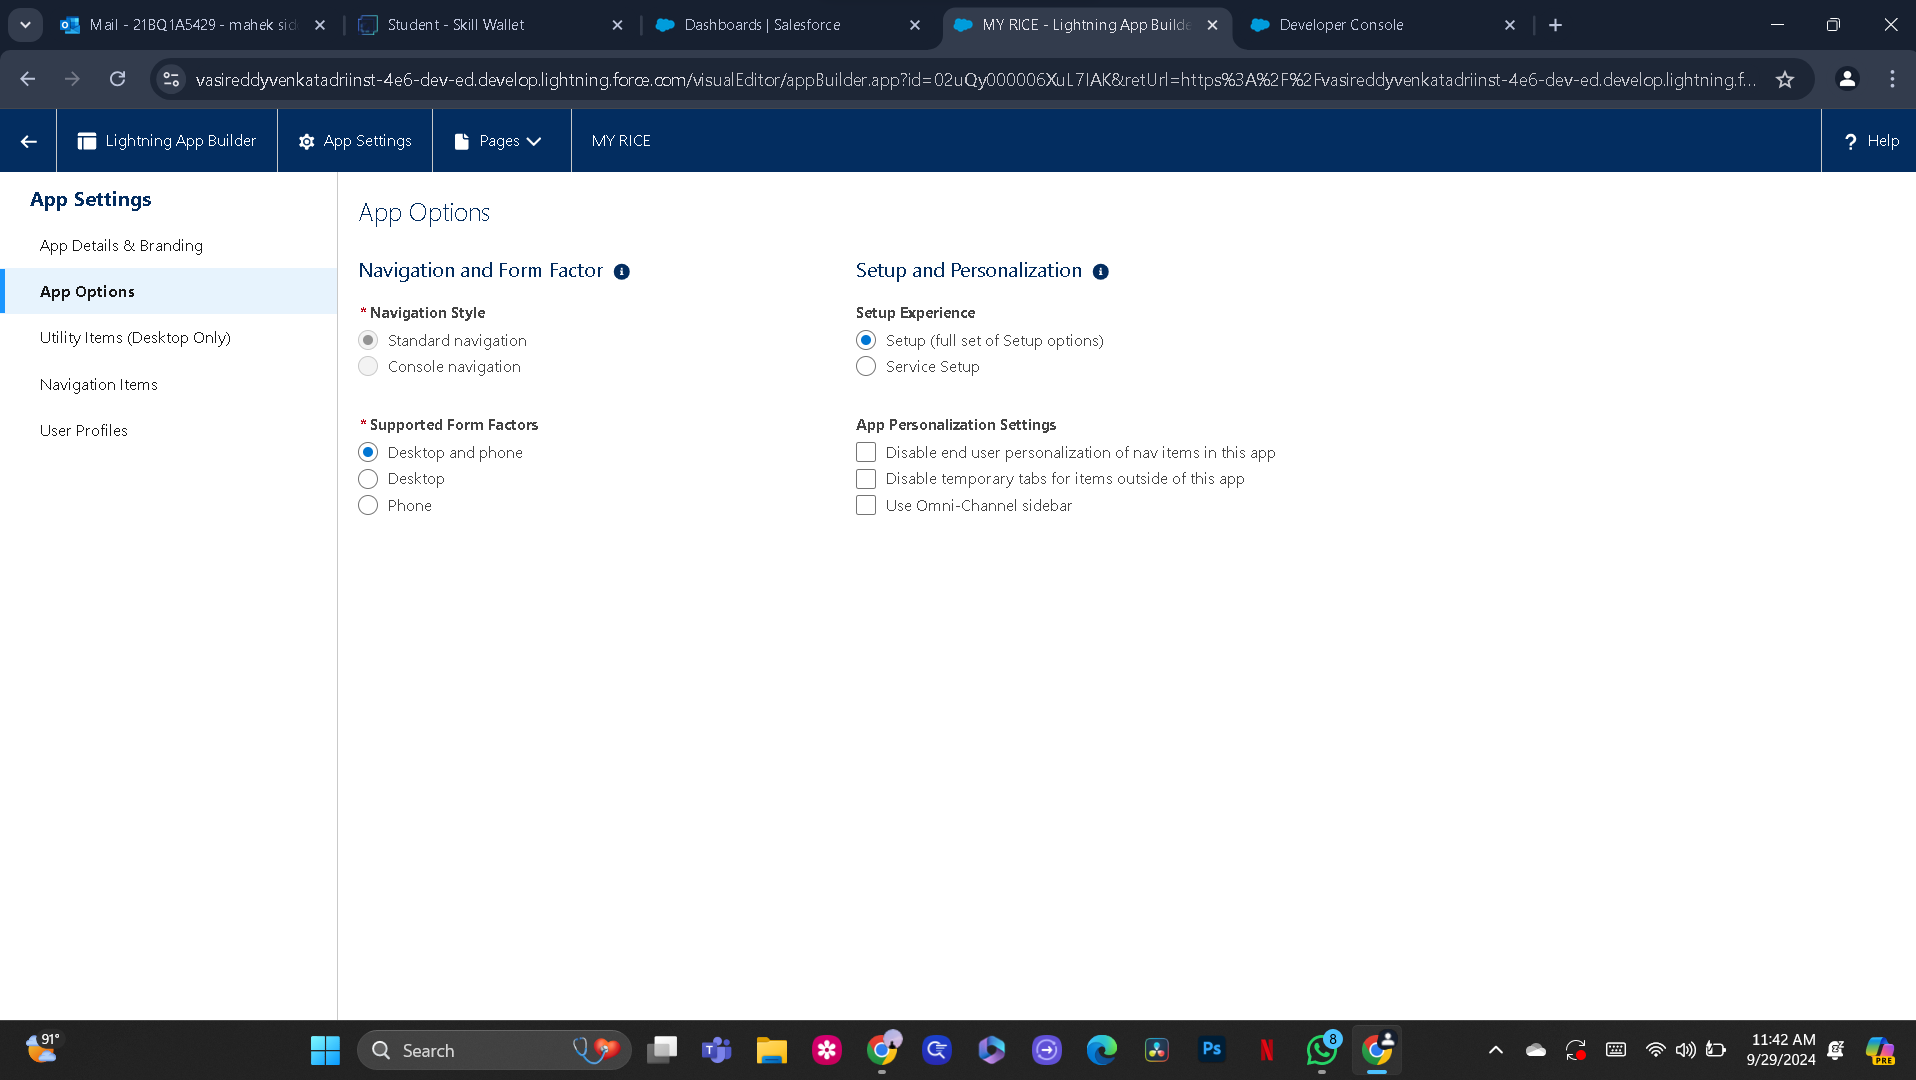 Mail - 21BQ1A5429 - mahek sid
Student - Skill Wallet
Dashboards | Salesforce
MY RICE - Lightning App Builde
Developer Console
vasireddyvenkatadriinst-4e6-dev-ed.develop.lightning.force.com/visualEditor/appBuilder.app?id=02uQy000006XuL7IAK&retUrl=https%3A%2F%2Fvasireddyvenkatadriinst-4e6-dev-ed.develop.lightning.f...
Lightning App Builder
App Settings
Pages
MY RICE
? Help
App Settings
App Details & Branding
App Options
Utility Items (Desktop Only)
Navigation Items
User Profiles
App Options
Navigation and Form Factor
* Navigation Style
Standard navigation
Console navigation
* Supported Form Factors
Desktop and phone
Desktop
Phone
Setup and Personalization
Setup Experience
Setup (full set of Setup options)
Service Setup
App Personalization Settings
Disable end user personalization of nav items in this app
Disable temporary tabs for items outside of this app
Use Omni-Channel sidebar
91°
Search
Ps
8
11:42 AM
9/29/2024
PRE